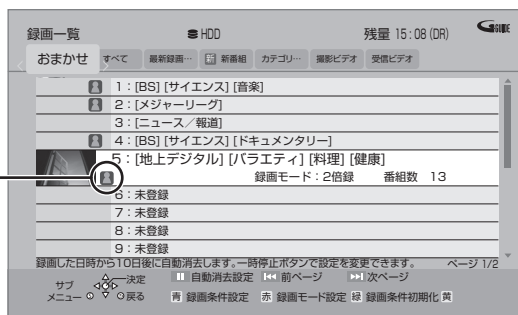 録画一覧 HDD 残量 15:08 (DR) GGUIDE
おまかせ すべて 最新録画… 新 新番組 カテゴリ… 撮影ビデオ 受信ビデオ
1:[BS] [サイエンス] [音楽]
2:[メジャーリーグ]
3:[ニュース/報道]
4:[BS] [サイエンス] [ドキュメンタリー]
5:[地上デジタル] [バラエティ] [料理] [健康]
録画モード:2倍録 番組数 13
6:未登録
7:未登録
8:未登録
9:未登録
録画した日時から10日後に自動消去します。一時停止ボタンで設定を変更できます。 ページ 1/2
サブメニュー 決定 戻る 自動消去設定 前ページ 次ページ
青 録画条件設定 赤 録画モード設定 緑 録画条件初期化 黄